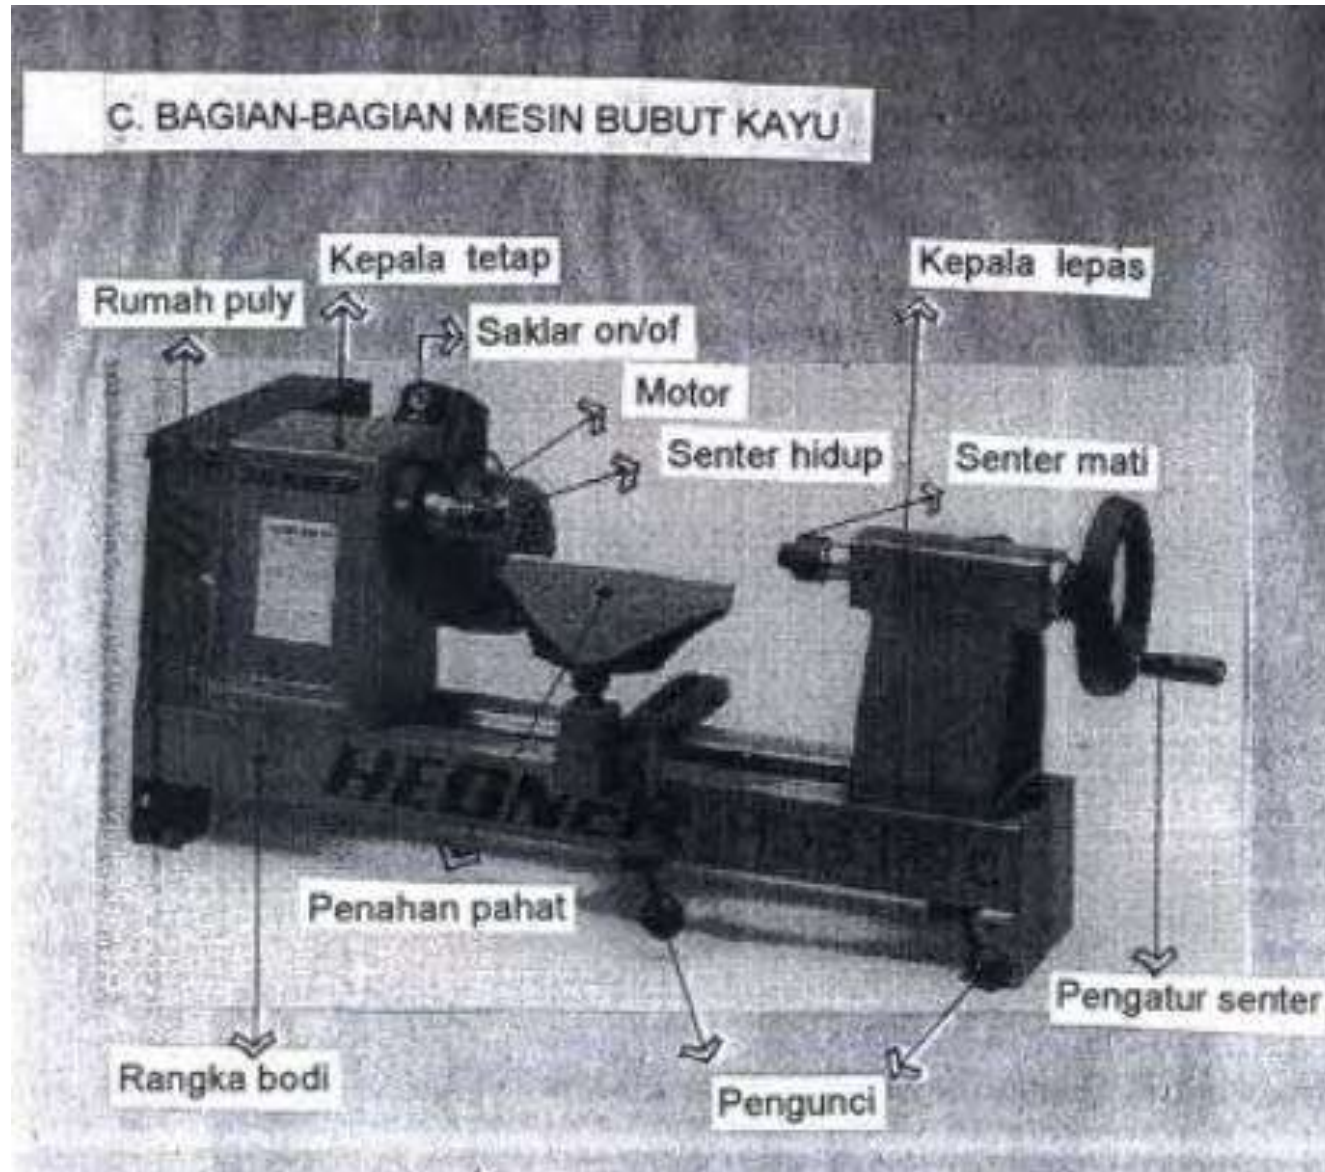 C. BAGIAN-BAGIAN MESIN BUBUT KAYU
Kepala tetap
Kepala lepas
Rumah puly
Saklar on/of
Motor
Senter hidup
Senter mati
Penahan pahat
Pengatur senter
Rangka bodi
Pengunci